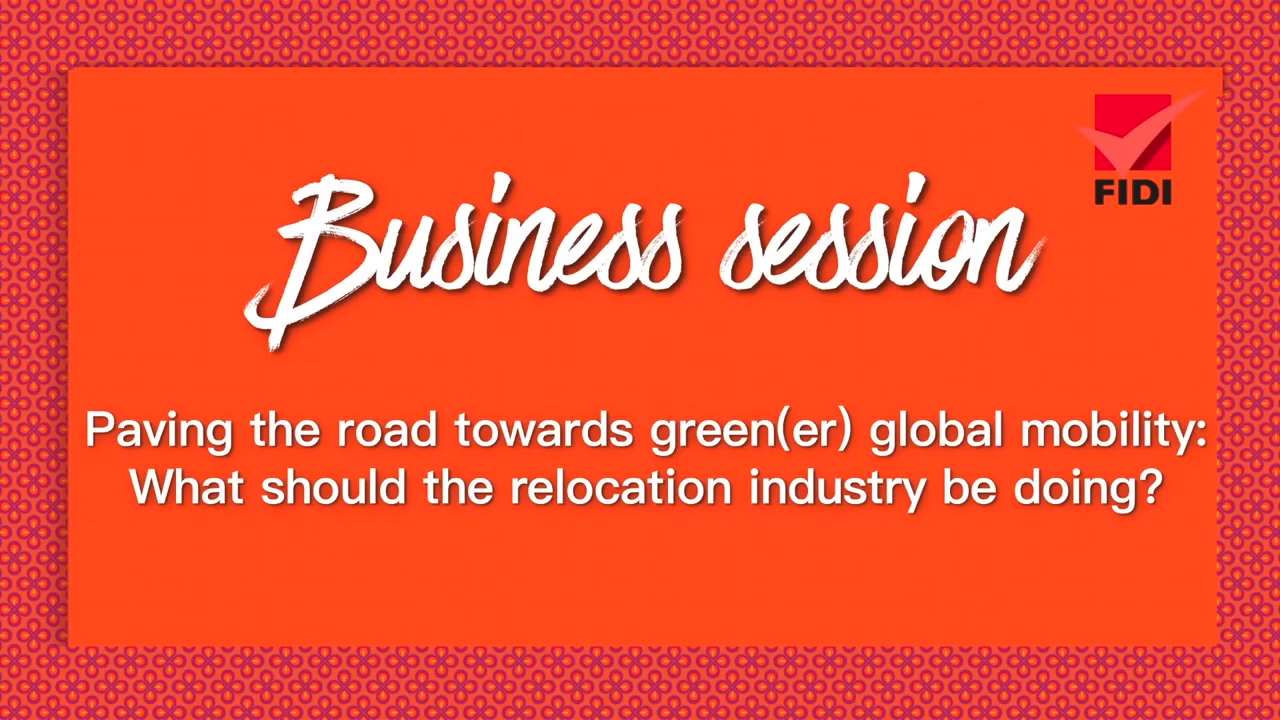 FIDI
Business session
Paving the road towards green(er) global mobility:
What should the relocation industry be doing?